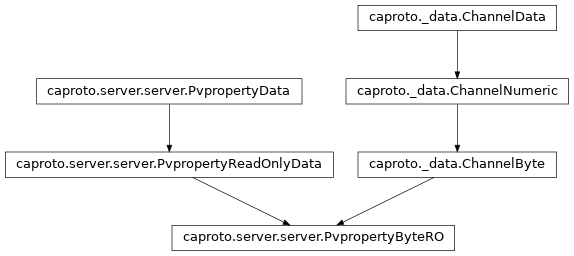 caproto._data.ChannelData
caproto.server.server.PvpropertyData
caproto._data.ChannelNumeric
caproto.server.server.PvpropertyReadOnlyData
caproto._data.ChannelByte
caproto.server.server.PvpropertyByteRO